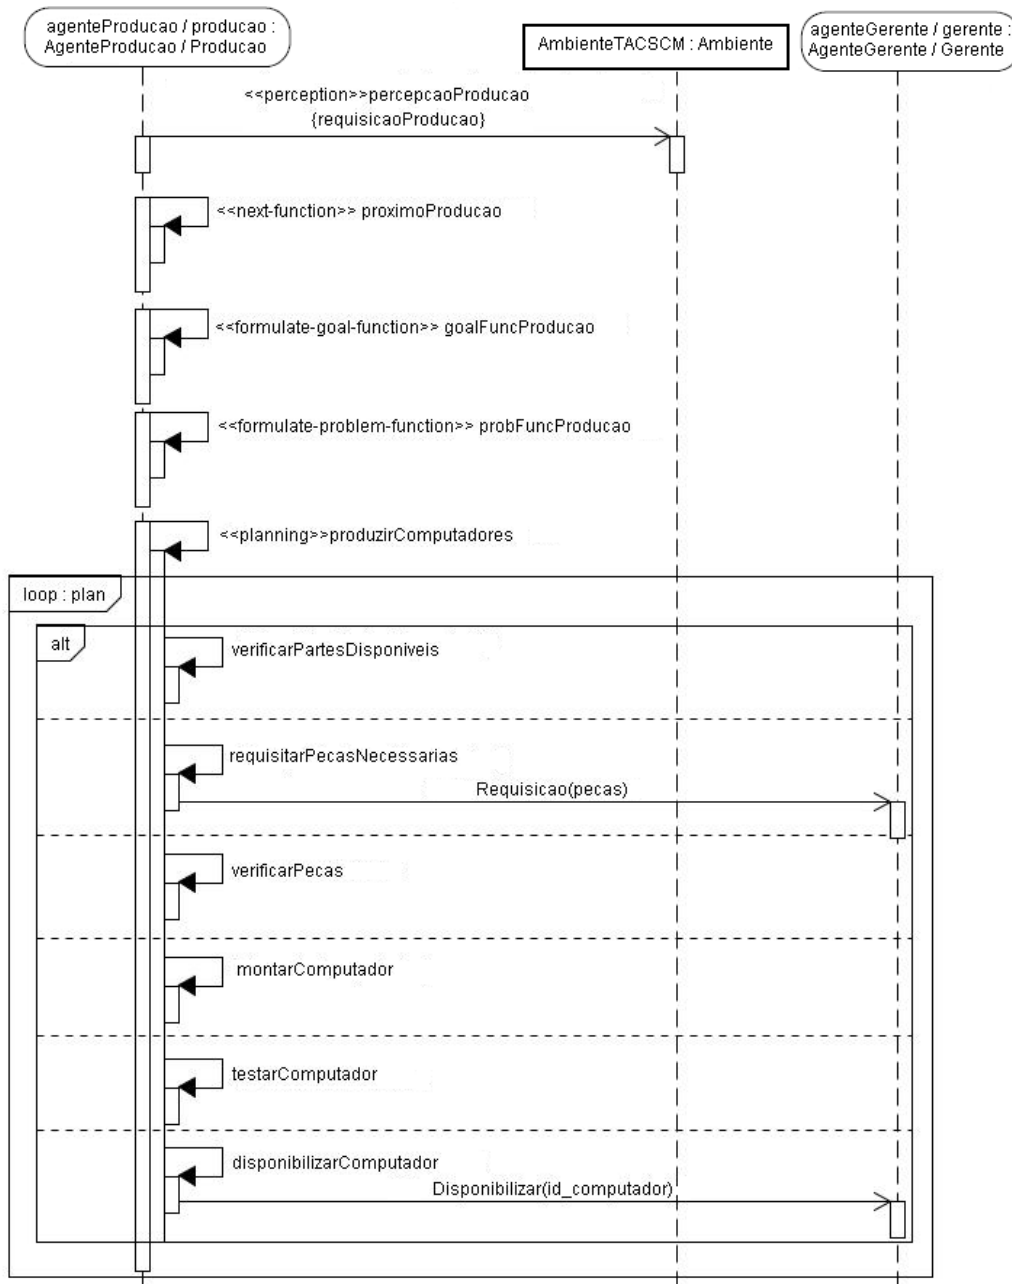 agenteProducao / producao :
AgenteProducao / Producao
AmbienteTACSCM : Ambiente
agenteGerente / gerente :
AgenteGerente / Gerente
<<perception>>percepcaoProducao
{requisicaoProducao}
<<next-function>> proximoProducao
<<formulate-goal-function>> goalFuncProducao
<<formulate-problem-function>> probFuncProducao
<<planning>>produzirComputadores
loop : plan
alt
verificarPartesDisponiveis
requisitarPecasNecessarias
Requisicao(pecas)
verificarPecas
montarComputador
testarComputador
disponibilizarComputador
Disponibilizar(id_computador)